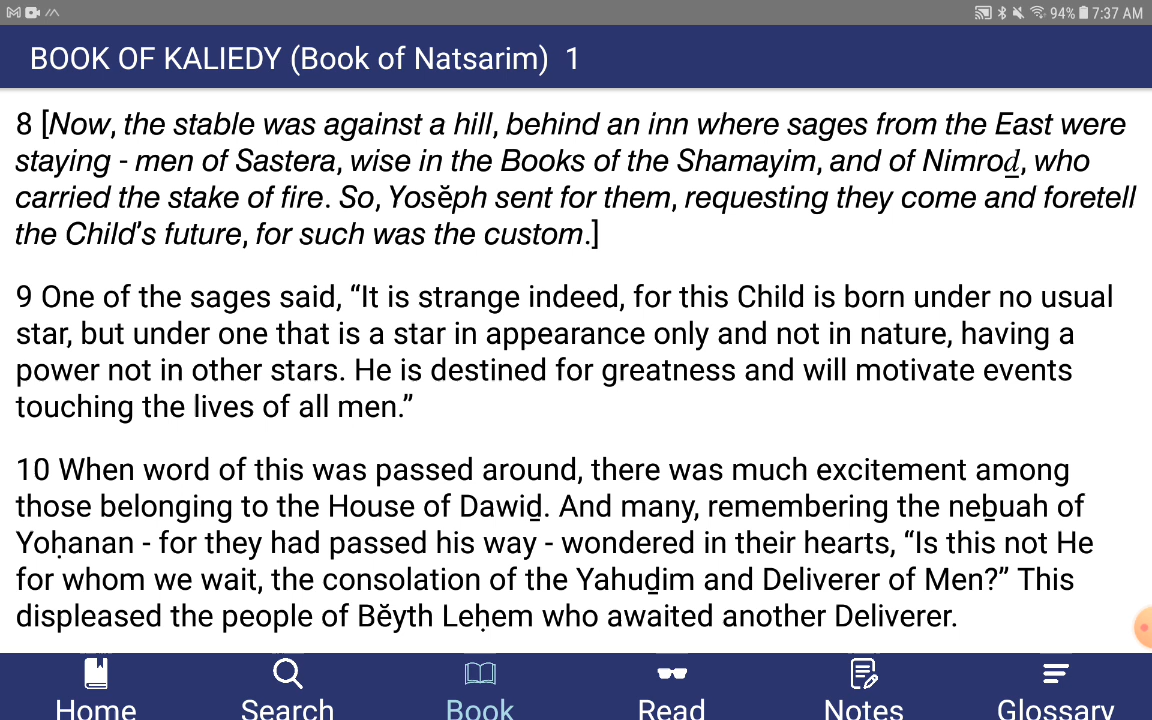 94% 7:37 AM
BOOK OF KALIEDY (Book of Natsarim) 1
8 [Now, the stable was against a hill, behind an inn where sages from the East were
staying - men of Sastera, wise in the Books of the Shamayim, and of Nimroḏ, who
carried the stake of fire. So, Yosĕph sent for them, requesting they come and foretell
the Child's future, for such was the custom.]
9 One of the sages said, “It is strange indeed, for this Child is born under no usual
star, but under one that is a star in appearance only and not in nature, having a
power not in other stars. He is destined for greatness and will motivate events
touching the lives of all men.”
10 When word of this was passed around, there was much excitement among
those belonging to the House of Dawiḏ. And many, remembering the neḇuah of
Yoḥanan - for they had passed his way - wondered in their hearts, “Is this not He
for whom we wait, the consolation of the Yahuḏim and Deliverer of Men?” This
displeased the people of Bĕyth Leḥem who awaited another Deliverer.
Home Search Book Read Notes Glossary